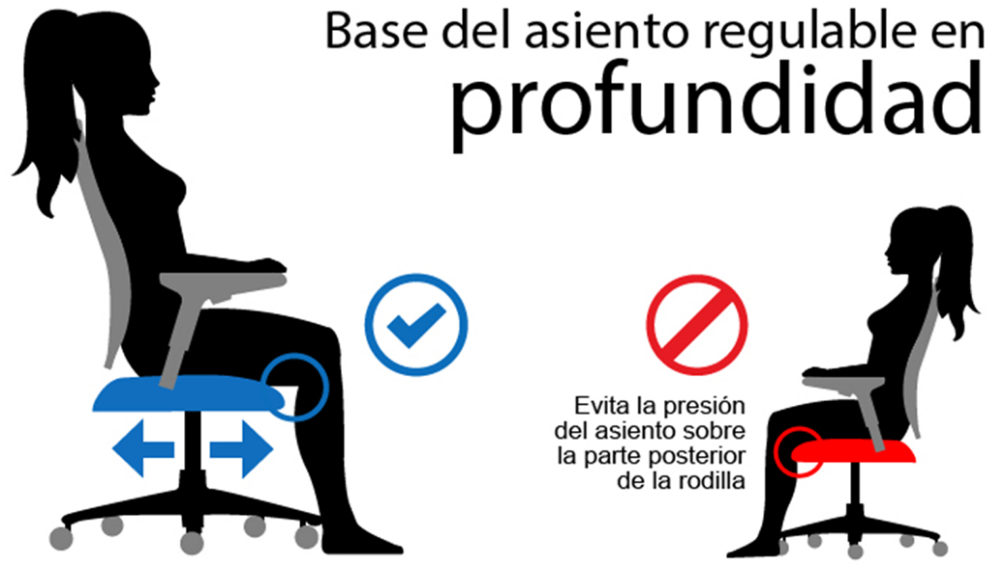 Base del asiento regulable en
profundidad
Evita la presión
del asiento sobre
la parte posterior
de la rodilla